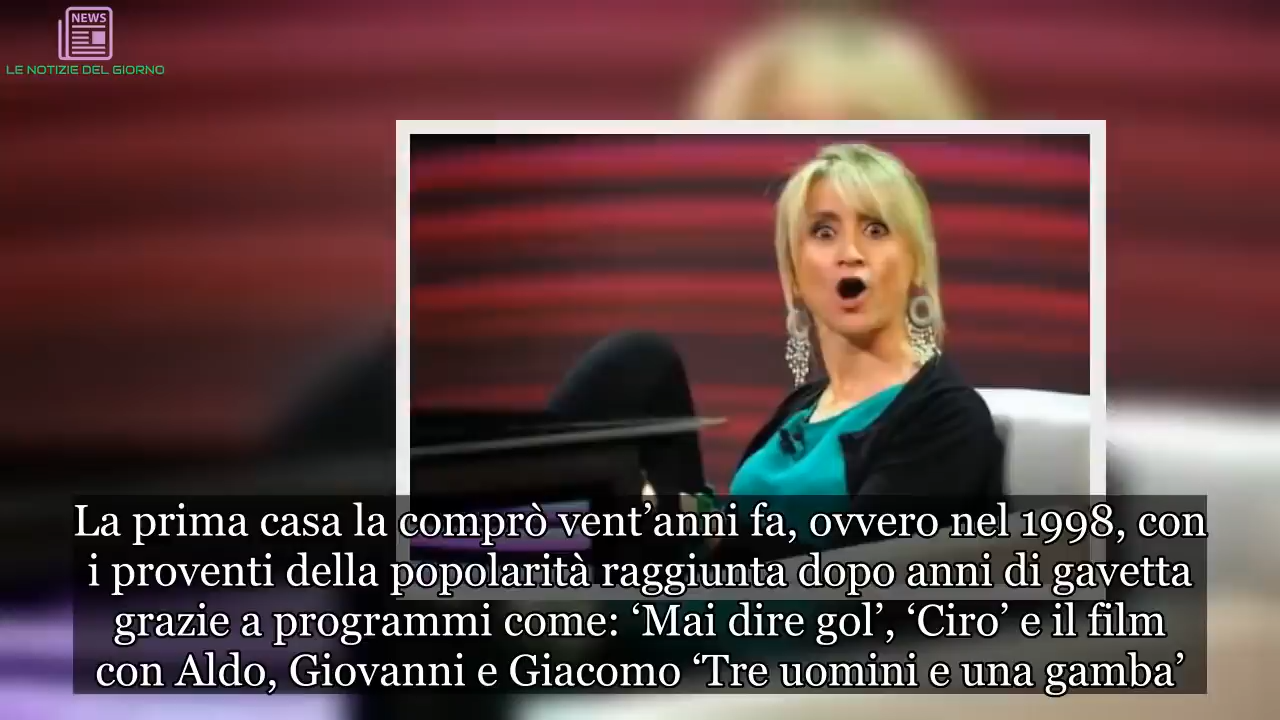 NEWS
LE NOTIZIE DEL GIORNO
La prima casa la comprò vent’anni fa, ovvero nel 1998, con
i proventi della popolarità raggiunta dopo anni di gavetta
grazie a programmi come: ‘Mai dire gol’, ‘Ciro’ e il film
con Aldo, Giovanni e Giacomo ‘Tre uomini e una gamba’